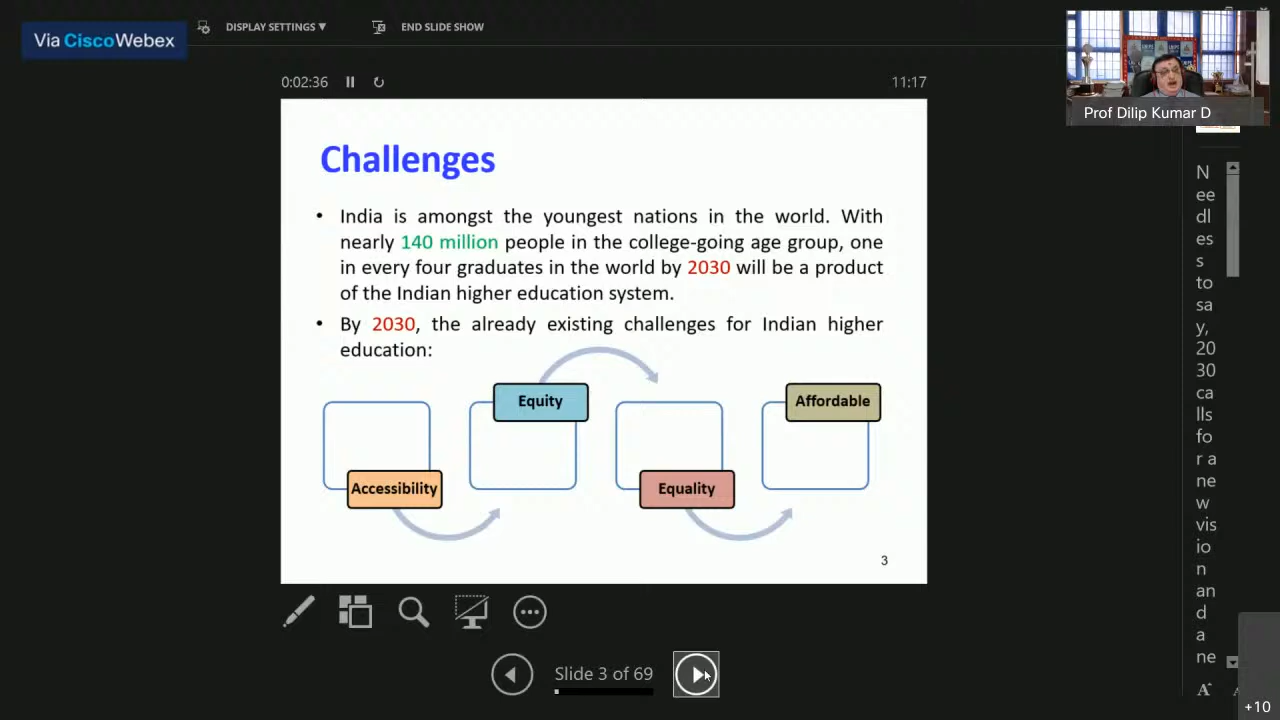 Via CiscoWebex
DISPLAY SETTINGS ▼
END SLIDE SHOW
0:02:36
11:17
Prof Dilip Kumar D
Challenges
• India is amongst the youngest nations in the world. With
nearly 140 million people in the college-going age group, one
in every four graduates in the world by 2030 will be a product
of the Indian higher education system.
• By 2030, the already existing challenges for Indian higher
education:
Equity
Affordable
Accessibility
Equality
3
Slide 3 of 69
N
ee
dl
es
s
to
sa
y,
20
30
ca
lls
fo
r a
ne
w
vis
io
n
an
d
a
ne
A
+10